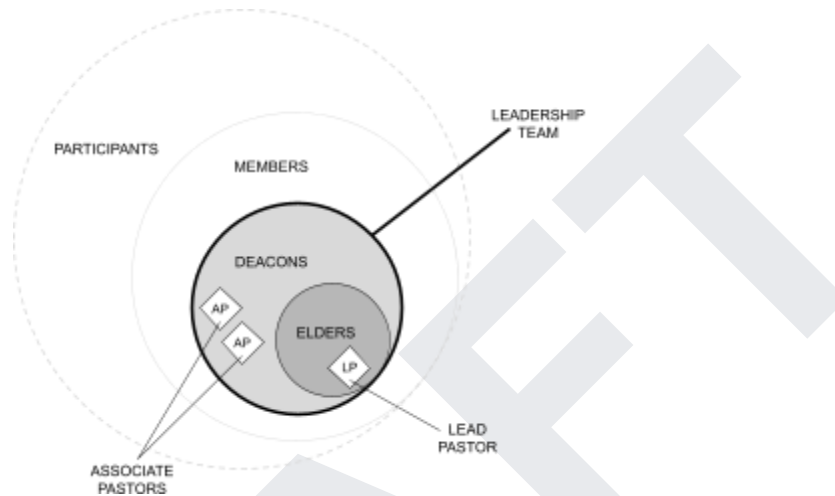 LEADERSHIP
TEAM
PARTICIPANTS
MEMBERS
DEACONS
AP
ELDERS
AP
LP
LEAD
PASTOR
ASSOCIATE
PASTORS